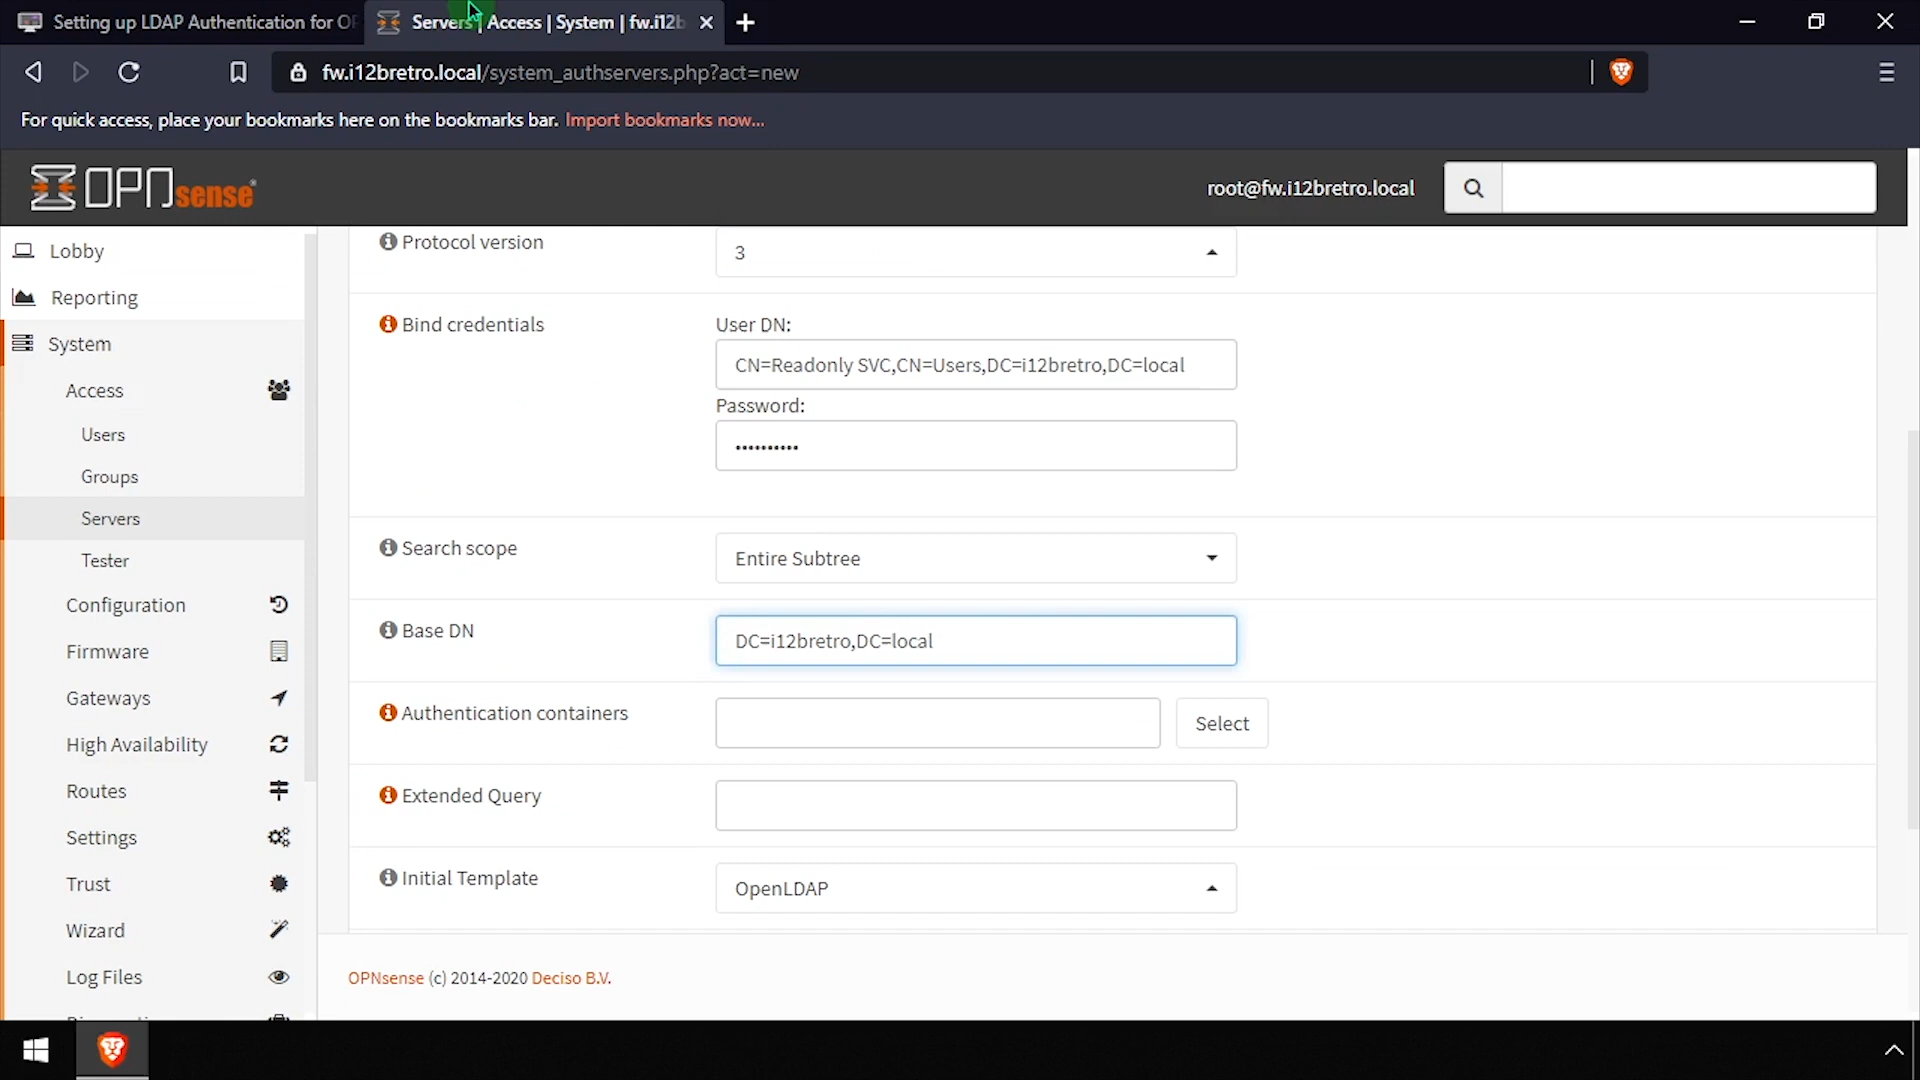 Setting up LDAP Authentication for OP
Servers | Access | System | fw.i12b
fw.i12bretro.local/system_authservers.php?act=new
For quick access, place your bookmarks here on the bookmarks bar. Import bookmarks now...
OPNsense
root@fw.i12bretro.local
Lobby
Reporting
System
Access
Users
Groups
Servers
Tester
Configuration
Firmware
Gateways
High Availability
Routes
Settings
Trust
Wizard
Log Files
Protocol version
3
Bind credentials
User DN:
CN=Readonly SVC,CN=Users,DC=i12bretro,DC=local
Password:
••••••••••
Search scope
Entire Subtree
Base DN
DC=i12bretro,DC=local
Authentication containers
Select
Extended Query
Initial Template
OpenLDAP
OPNsense (c) 2014-2020 Deciso B.V.